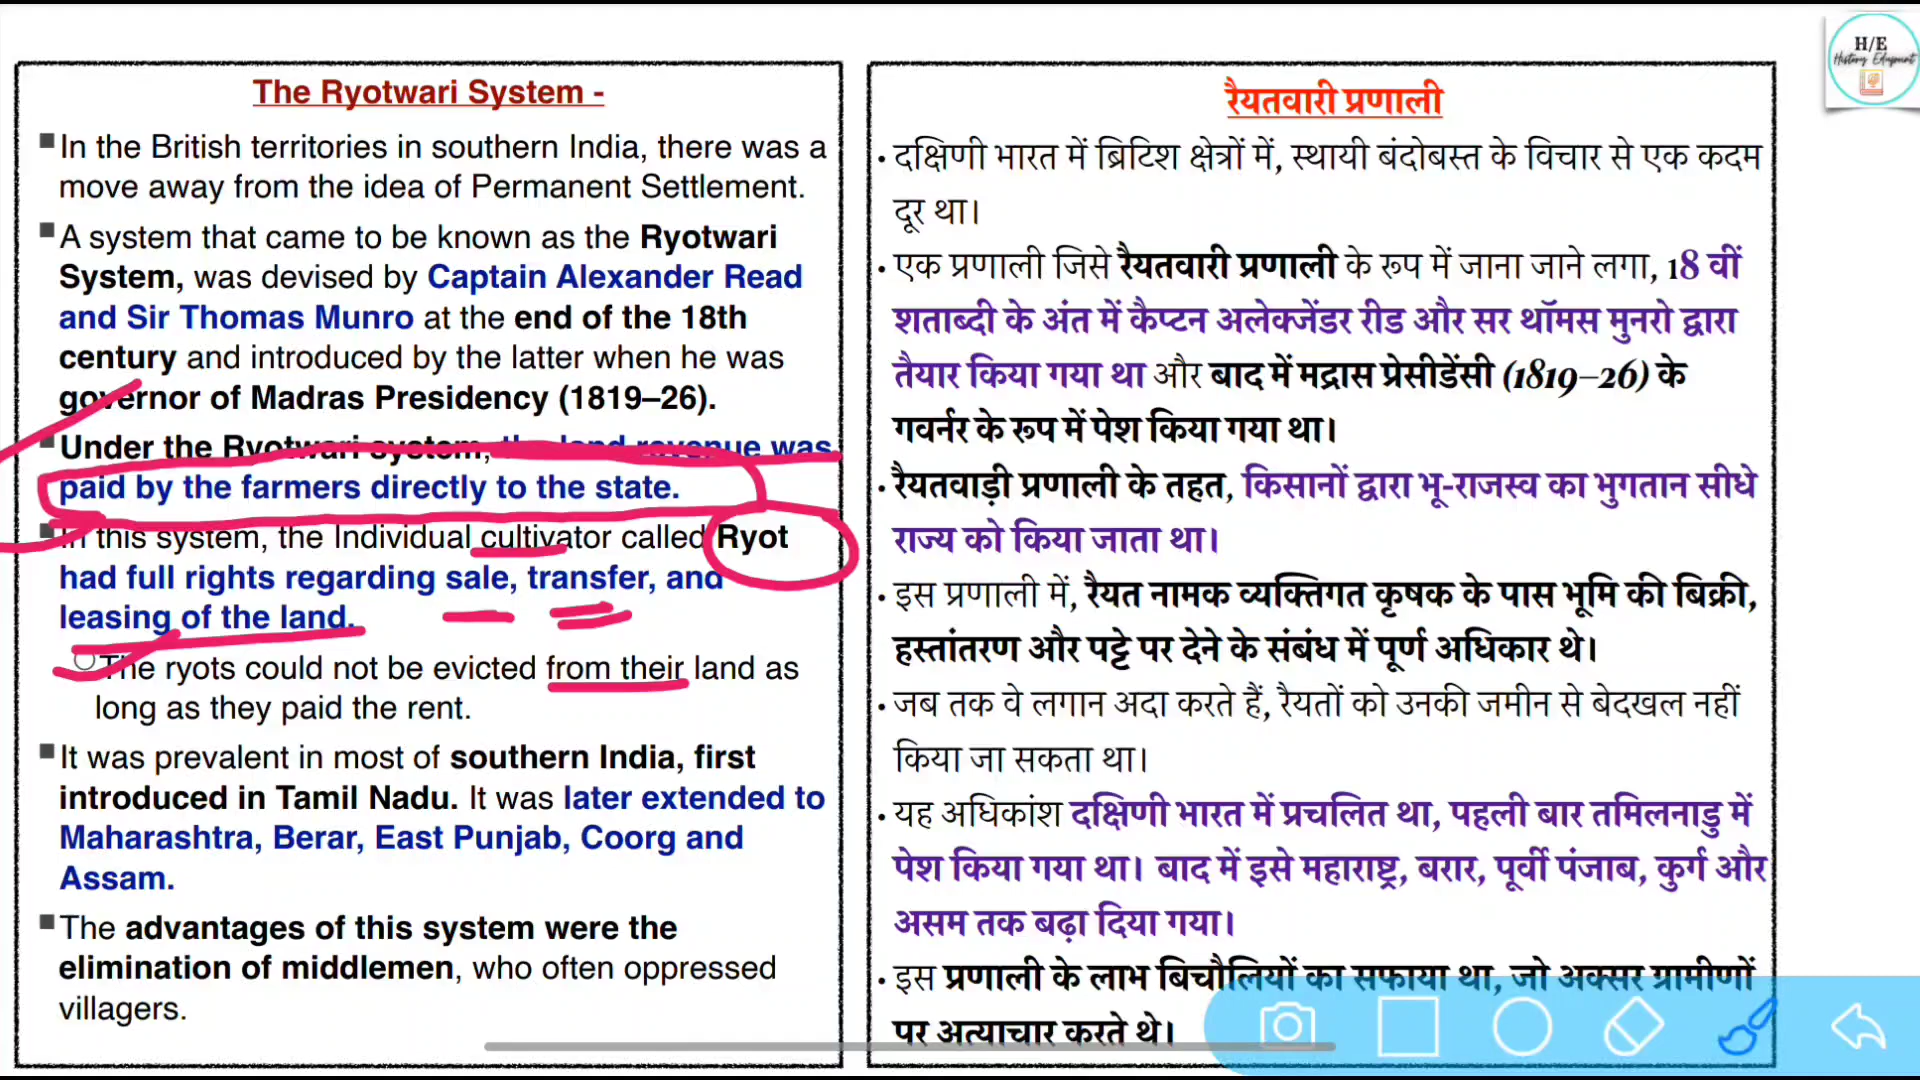 The Ryotwari System -
In the British territories in southern India, there was a
move away from the idea of Permanent Settlement.
A system that came to be known as the Ryotwari
System, was devised by Captain Alexander Read
and Sir Thomas Munro at the end of the 18th
century and introduced by the latter when he was
governor of Madras Presidency (1819–26).
Under the Ryotwari system, the land revenue was
paid by the farmers directly to the state.
In this system, the Individual cultivator called Ryot
had full rights regarding sale, transfer, and
leasing of the land.
The ryots could not be evicted from their land as
long as they paid the rent.
It was prevalent in most of southern India, first
introduced in Tamil Nadu. It was later extended to
Maharashtra, Berar, East Punjab, Coorg and
Assam.
The advantages of this system were the
elimination of middlemen, who often oppressed
villagers.
रैयतवारी प्रणाली
• दक्षिणी भारत में ब्रिटिश क्षेत्रों में, स्थायी बंदोबस्त के विचार से एक कदम
दूर था।
• एक प्रणाली जिसे रैयतवारी प्रणाली के रूप में जाना जाने लगा, 18 वीं
शताब्दी के अंत में कैप्टन अलेक्जेंडर रीड और सर थॉमस मुनरो द्वारा
तैयार किया गया था और बाद में मद्रास प्रेसीडेंसी (1819–26) के
गवर्नर के रूप में पेश किया गया था।
• रैयतवाड़ी प्रणाली के तहत, किसानों द्वारा भू-राजस्व का भुगतान सीधे
राज्य को किया जाता था।
• इस प्रणाली में, रैयत नामक व्यक्तिगत कृषक के पास भूमि की बिक्री,
हस्तांतरण और पट्टे पर देने के संबंध में पूर्ण अधिकार थे।
• जब तक वे लगान अदा करते हैं, रैयतों को उनकी जमीन से बेदखल नहीं
किया जा सकता था।
• यह अधिकांश दक्षिणी भारत में प्रचलित था, पहली बार तमिलनाडु में
पेश किया गया था। बाद में इसे महाराष्ट्र, बरार, पूर्वी पंजाब, कुर्ग और
असम तक बढ़ा दिया गया।
• इस प्रणाली के लाभ बिचौलियों का सफाया था, जो अक्सर ग्रामीणों
पर अत्याचार करते थे।
H/E
History